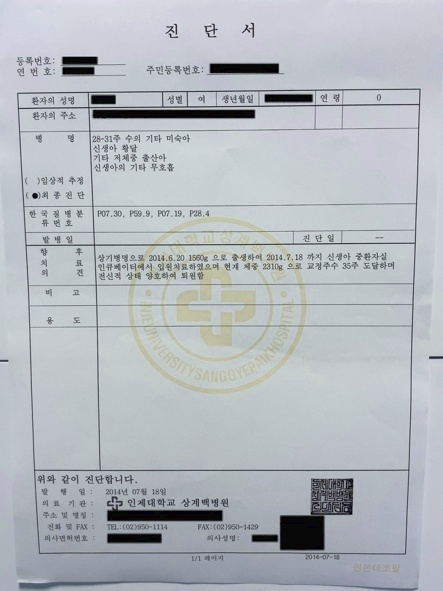 진 단 서
등록번호:
연 번 호:
주민등록번호:
환자의 성명 성별 여 생년월일 연 령 0
환자의 주소
병 명
28-31주 수의 기타 미숙아
신생아 황달
기타 저체중 출산아
신생아의 기타 무호흡
( )임상적 추정
(●)최 종 진 단
한 국 질 병 분 류 번 호 P07.30, P59.9, P07.19, P28.4
발 병 일 진 단 일 --
향 후 치 료 의 견
상기병명으로 2014.6.20 1560g 으로 출생하여 2014.7.18 까지 신생아 중환자실
인큐베이터에서 입원치료하였으며 현재 체중 2310g 으로 교정주수 35주 도달하며
전신적 상태 양호하여 퇴원함
비 고
용 도
UNIVERSITY SANGGYE PAIK HOSPITAL
위와 같이 진단합니다.
발 행 일 : 2014년 07월 18일
의 료 기 관 : 인제대학교 상계백병원
주소 및 명칭 :
전화 및 FAX : TEL:(02)950-1114 FAX:(02)950-1429
의사면허번호 : 의사성명:
1/1 페이지 2014-07-18
원본대조필